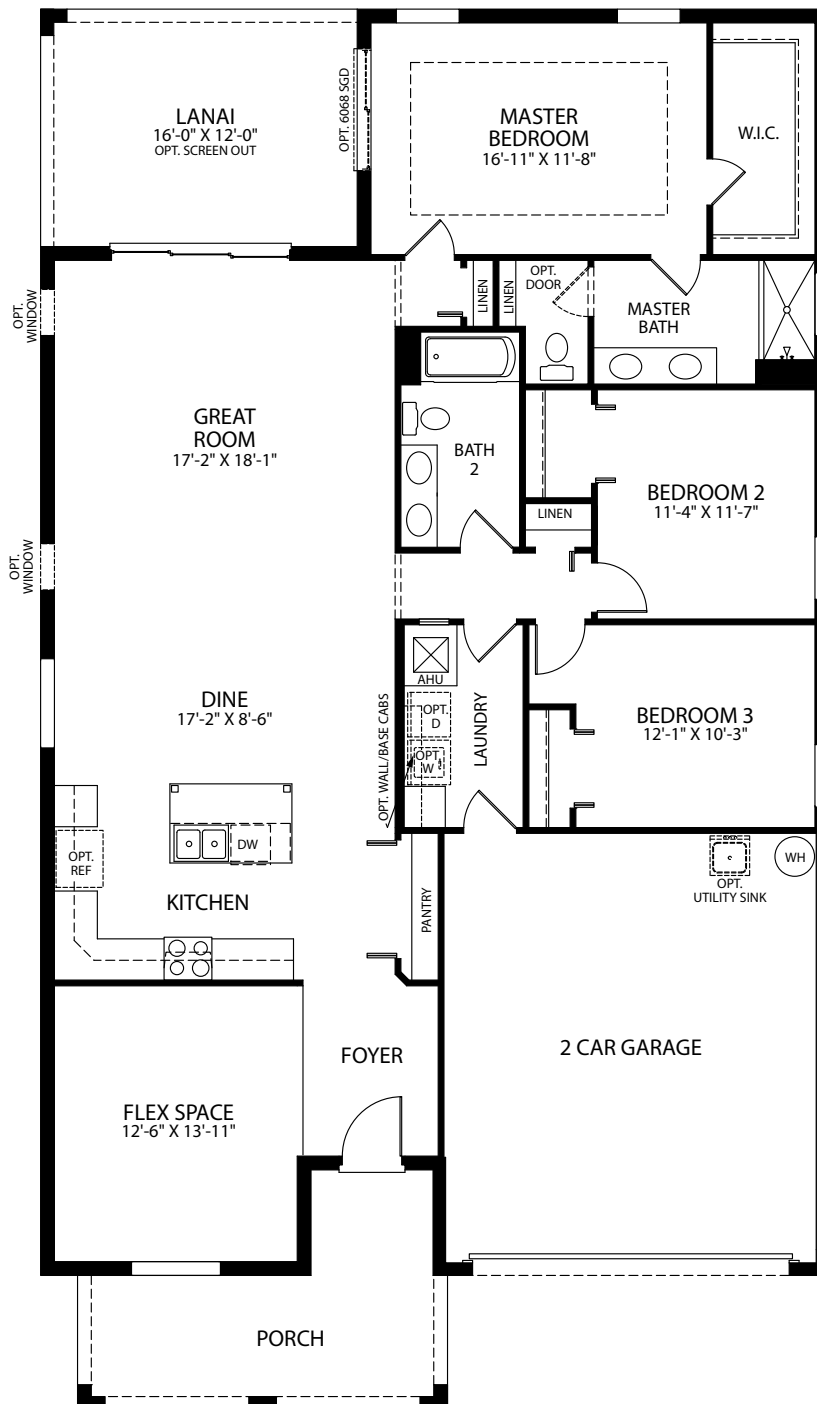 LANAI
16'-0" X 12'-0"
OPT. SCREEN OUT
OPT. 6068 SGD
MASTER
BEDROOM
16'-11" X 11'-8"
W.I.C.
OPT.
WINDOW
LINEN
LINEN
OPT.
DOOR
MASTER
BATH
GREAT
ROOM
17'-2" X 18'-1"
BATH
2
BEDROOM 2
11'-4" X 11'-7"
LINEN
OPT.
WINDOW
DINE
17'-2" X 8'-6"
AHU
OPT.
D
OPT.
W
LAUNDRY
OPT. WALL/BASE CABS
BEDROOM 3
12'-1" X 10'-3"
OPT.
REF
DW
KITCHEN
PANTRY
OPT.
UTILITY SINK
WH
FOYER
2 CAR GARAGE
FLEX SPACE
12'-6" X 13'-11"
PORCH